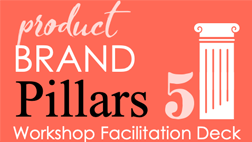 product
BRAND
Pillars 5
Workshop Facilitation Deck